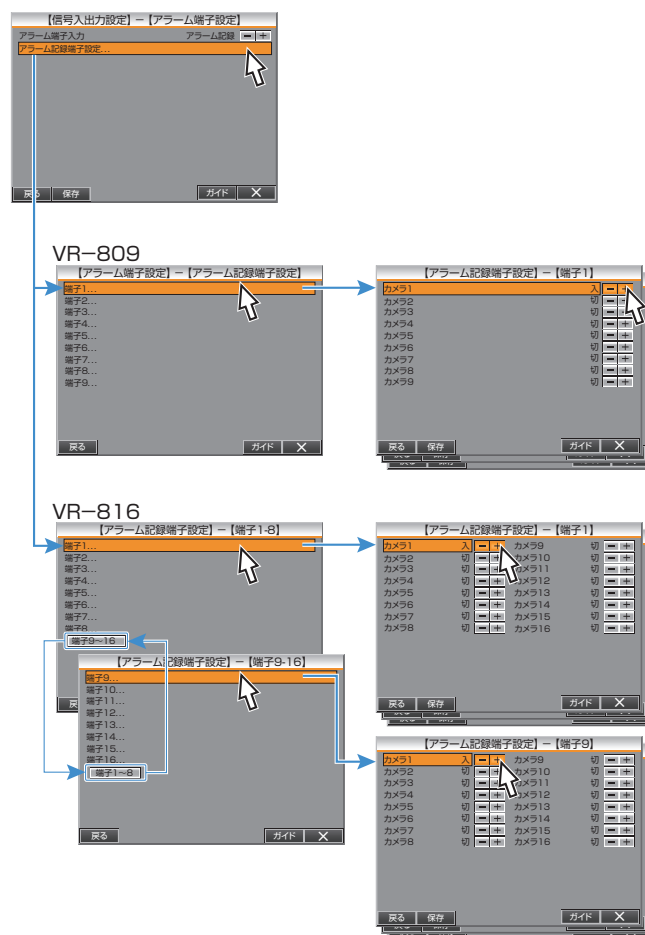 【信号入出力設定】－【アラーム端子設定】
アラーム端子入力 アラーム記録 － ＋
アラーム記録端子設定...
戻る 保存 ガイド ×
VR－809
【アラーム端子設定】－【アラーム記録端子設定】
端子1...
端子2...
端子3...
端子4...
端子5...
端子6...
端子7...
端子8...
端子9...
戻る ガイド ×
【アラーム記録端子設定】－【端子1】
カメラ1 入 － ＋
カメラ2 切 － ＋
カメラ3 切 － ＋
カメラ4 切 － ＋
カメラ5 切 － ＋
カメラ6 切 － ＋
カメラ7 切 － ＋
カメラ8 切 － ＋
カメラ9 切 － ＋
戻る 保存 ガイド ×
VR－816
【アラーム記録端子設定】－【端子1-8】
端子1...
端子2...
端子3...
端子4...
端子5...
端子6...
端子7...
端子8...
端子9～16
【アラーム記録端子設定】－【端子9-16】
端子9...
端子10...
端子11...
端子12...
端子13...
端子14...
端子15...
端子16...
端子1～8
戻る ガイド ×
【アラーム記録端子設定】－【端子1】
カメラ1 入 － ＋ カメラ9 切 － ＋
カメラ2 切 － ＋ カメラ10 切 － ＋
カメラ3 切 － ＋ カメラ11 切 － ＋
カメラ4 切 － ＋ カメラ12 切 － ＋
カメラ5 切 － ＋ カメラ13 切 － ＋
カメラ6 切 － ＋ カメラ14 切 － ＋
カメラ7 切 － ＋ カメラ15 切 － ＋
カメラ8 切 － ＋ カメラ16 切 － ＋
戻る 保存 ガイド ×
【アラーム記録端子設定】－【端子9】
カメラ1 入 － ＋ カメラ9 切 － ＋
カメラ2 切 － ＋ カメラ10 切 － ＋
カメラ3 切 － ＋ カメラ11 切 － ＋
カメラ4 切 － ＋ カメラ12 切 － ＋
カメラ5 切 － ＋ カメラ13 切 － ＋
カメラ6 切 － ＋ カメラ14 切 － ＋
カメラ7 切 － ＋ カメラ15 切 － ＋
カメラ8 切 － ＋ カメラ16 切 － ＋
戻る 保存 ガイド ×